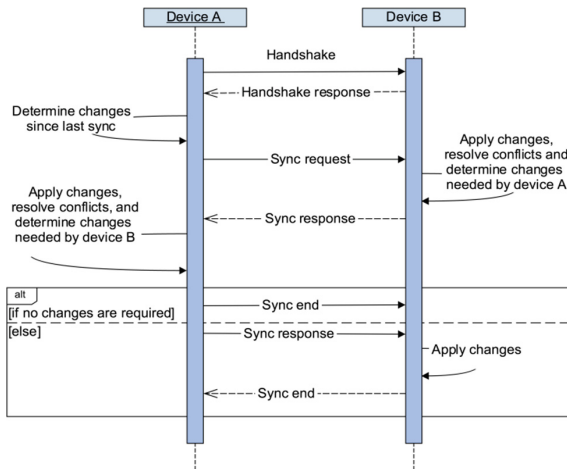 Device A
Device B
Handshake
Handshake response
Determine changes
since last sync
Sync request
Apply changes,
resolve conflicts and
determine changes
needed by device A
Apply changes,
resolve conflicts, and
determine changes
needed by device B
Sync response
alt
[if no changes are required]
Sync end
[else]
Sync response
Apply changes
Sync end